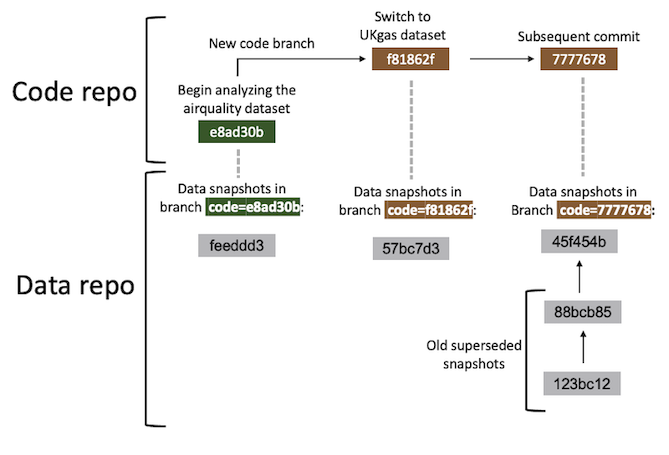 Switch to
UKgas dataset
New code branch
Subsequent commit
f81862f
7777678
Code repo
Begin analyzing the
airquality dataset
e8ad30b
Data snapshots in
branch code=e8ad30b:
Data snapshots in
branch code=f81862f:
Data snapshots in
Branch code=7777678:
feeddd3
57bc7d3
45f454b
Data repo
88bcb85
Old superseded
snapshots
123bc12